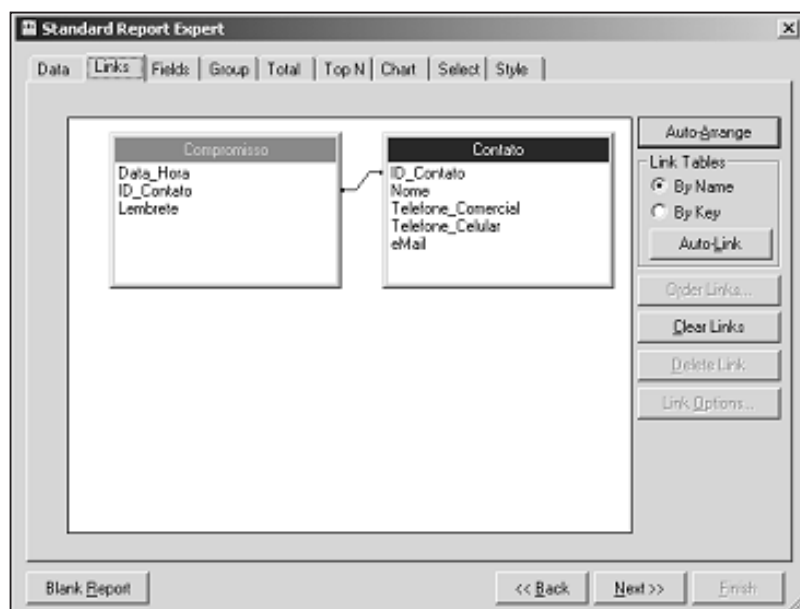 Standard Report Expert
Data Links Fields Group Total Top N Chart Select Style
Compromisso
Data_Hora
ID_Contato
Lembrete
Contato
ID_Contato
Nome
Telefone_Comercial
Telefone_Celular
eMail
Auto-Arrange
Link Tables
By Name
By Key
Auto-Link
Order Links...
Clear Links
Delete Link
Link Options...
Blank Report
<< Back
Next >>
Finish